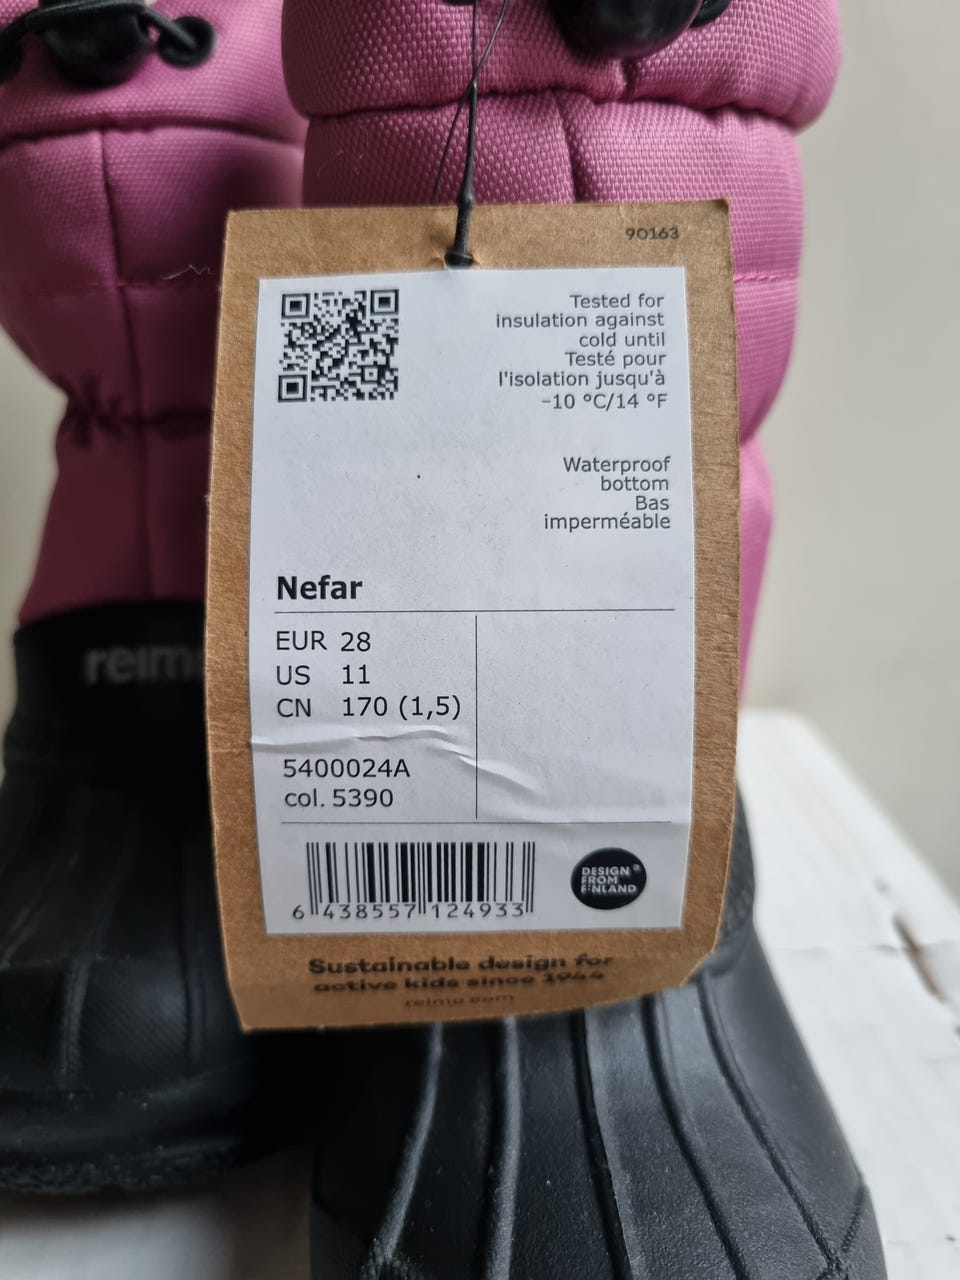 90163
Tested for
insulation against
cold until
Testé pour
l'isolation jusqu'à
-10 °C/14 °F
Waterproof
bottom
Bas
imperméable
Nefar
EUR 28
US 11
CN 170 (1,5)
5400024A
col. 5390
6 438557 124933
DESIGN
FROM
FINLAND
Sustainable design for
active kids since 1944
reima.com
reim